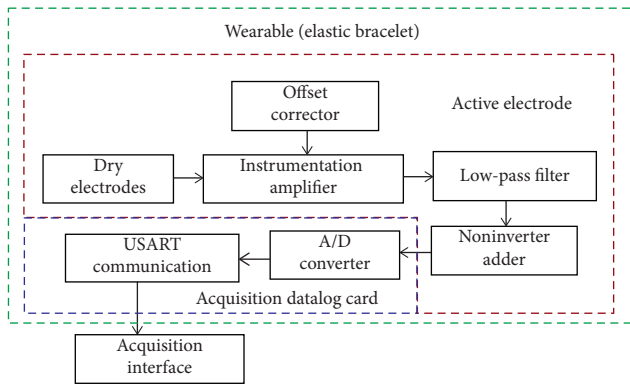 Wearable (elastic bracelet)
Offset
corrector
Active electrode
Dry
electrodes
Instrumentation
amplifier
Low-pass filter
USART
communication
A/D
converter
Noninverter
adder
Acquisition datalog card
Acquisition
interface